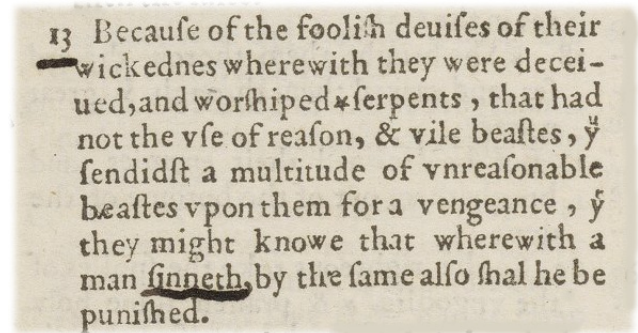 13 Becauſe of the fooliſh deuiſes of their
wickednes wherewith they were decei-
ued, and worſhiped * ſerpents, that had
not the vſe of reaſon, & vile beaſtes, yͧ
ſendidſt a multitude of vnreaſonable
beaſtes vpon them for a vengeance, yͭ
they might knowe that wherewith a
man ſinneth, by the ſame alſo ſhal he be
puniſhed.